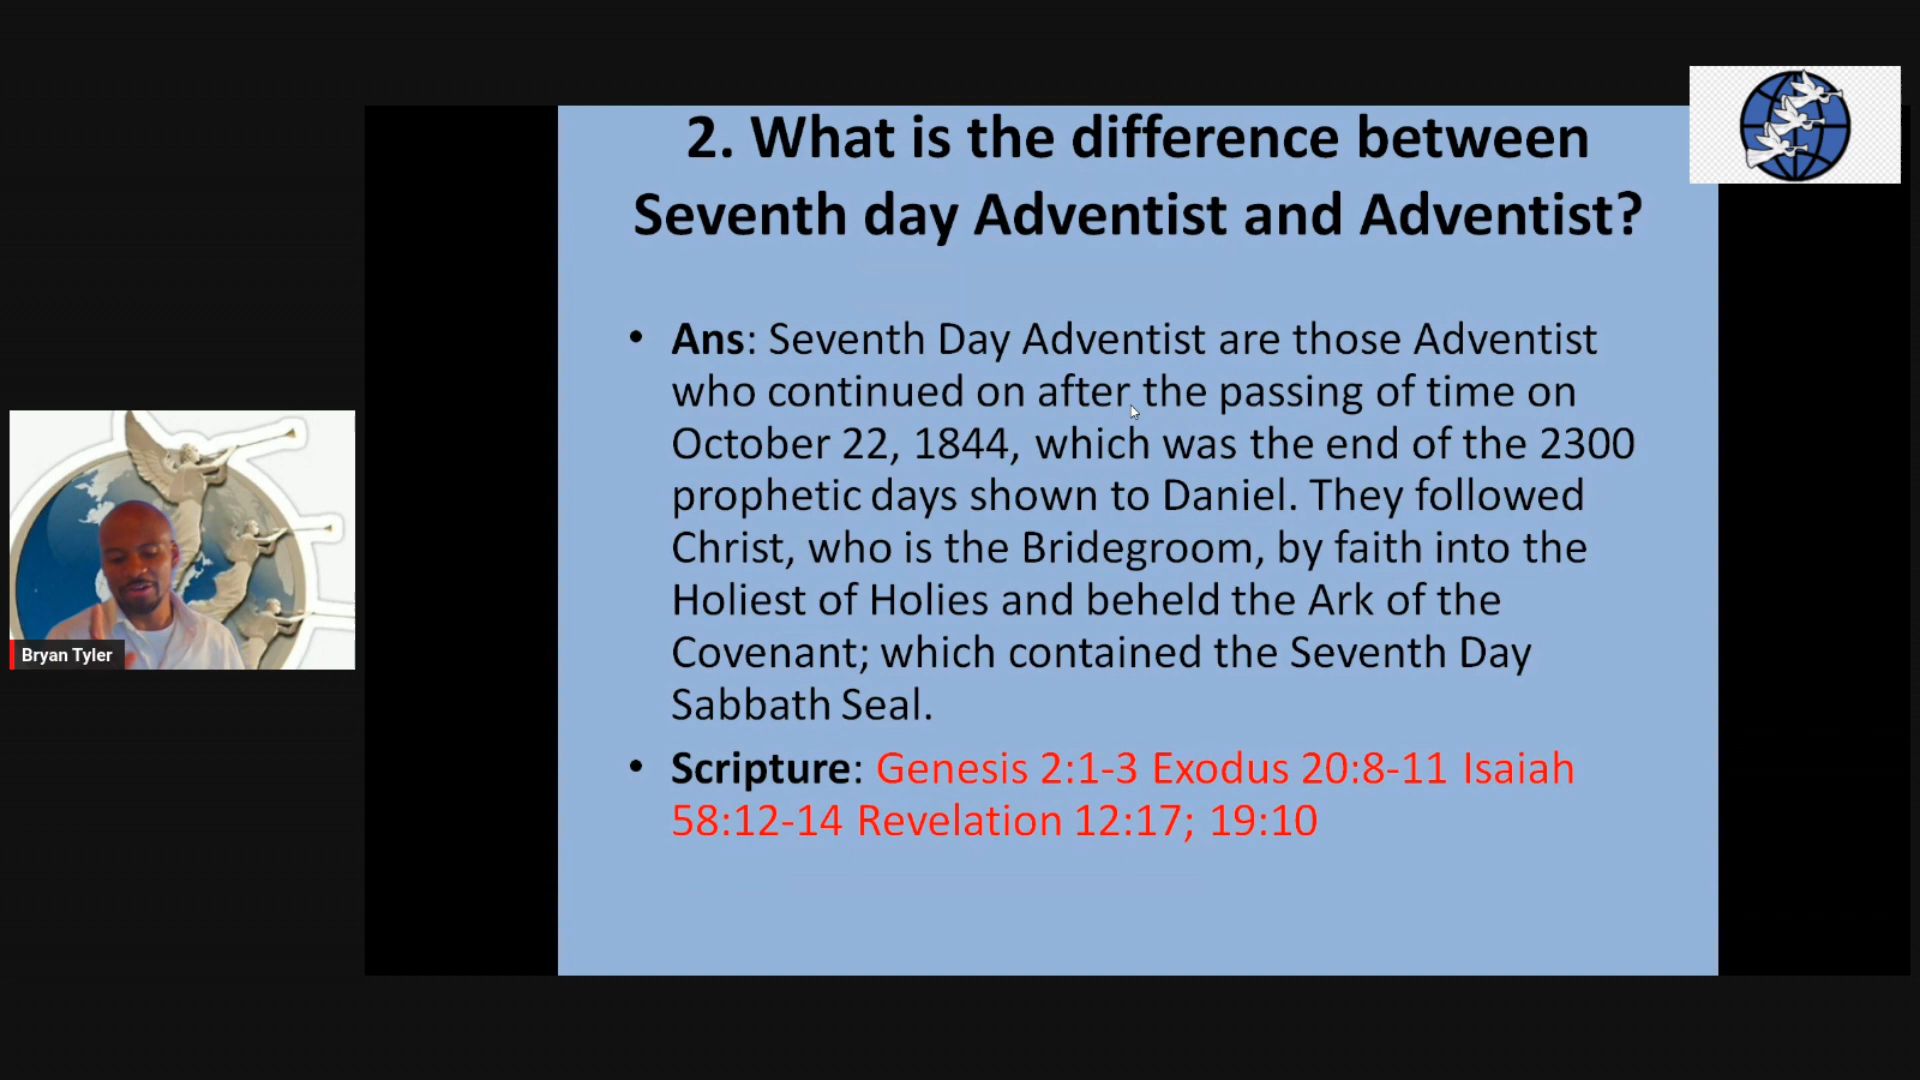 2. What is the difference between
Seventh day Adventist and Adventist?
• Ans: Seventh Day Adventist are those Adventist
who continued on after the passing of time on
October 22, 1844, which was the end of the 2300
prophetic days shown to Daniel. They followed
Christ, who is the Bridegroom, by faith into the
Holiest of Holies and beheld the Ark of the
Covenant; which contained the Seventh Day
Sabbath Seal.
• Scripture: Genesis 2:1-3 Exodus 20:8-11 Isaiah
58:12-14 Revelation 12:17; 19:10
Bryan Tyler